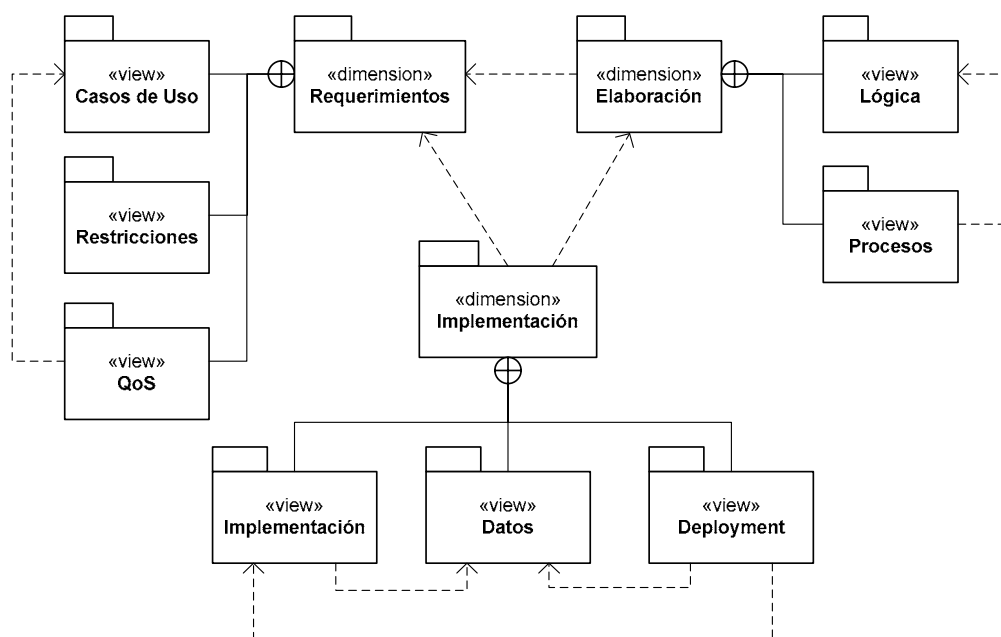 «view»
Casos de Uso
«dimension»
Requerimientos
«dimension»
Elaboración
«view»
Lógica
«view»
Restricciones
«view»
Procesos
«dimension»
Implementación
«view»
QoS
«view»
Implementación
«view»
Datos
«view»
Deployment